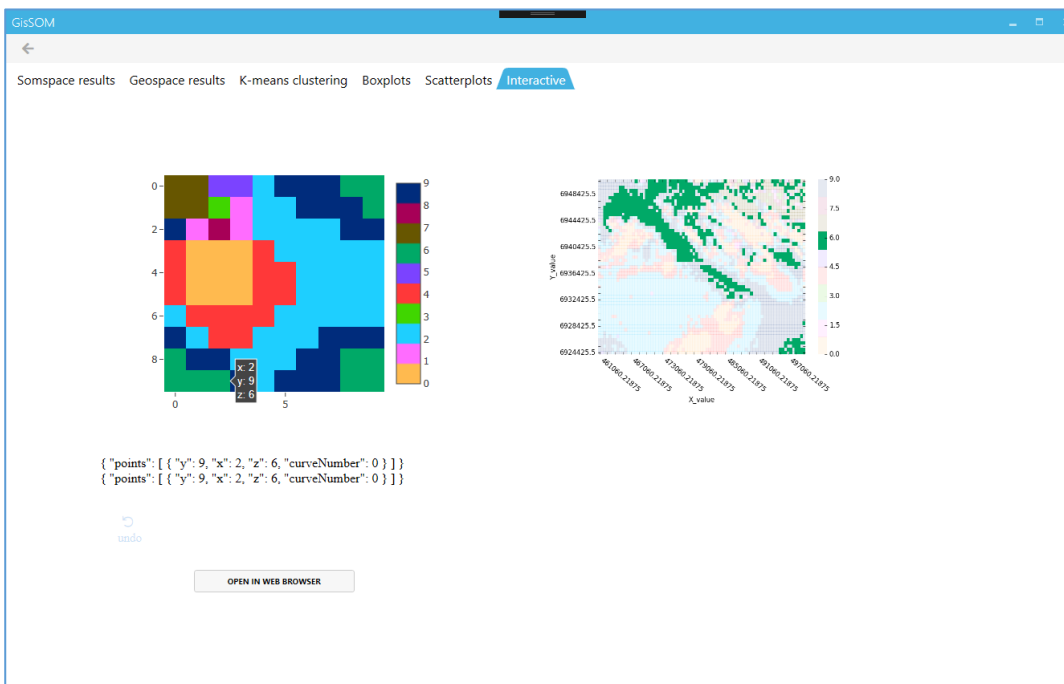 GisSOM
Somspace results Geospace results K-means clustering Boxplots Scatterplots Interactive
0
2
4
6
8
0 5
9
8
7
6
5
4
3
2
1
0
x: 2
y: 9
z: 6
Y_value
6948425.5
6944425.5
6940425.5
6936425.5
6932425.5
6928425.5
6924425.5
461060.21875 467060.21875 473060.21875 479060.21875 485060.21875 491060.21875 497060.21875
X_value
9.0
7.5
6.0
4.5
3.0
1.5
0.0
{ "points": [ { "y": 9, "x": 2, "z": 6, "curveNumber": 0 } ] }
{ "points": [ { "y": 9, "x": 2, "z": 6, "curveNumber": 0 } ] }
undo
OPEN IN WEB BROWSER